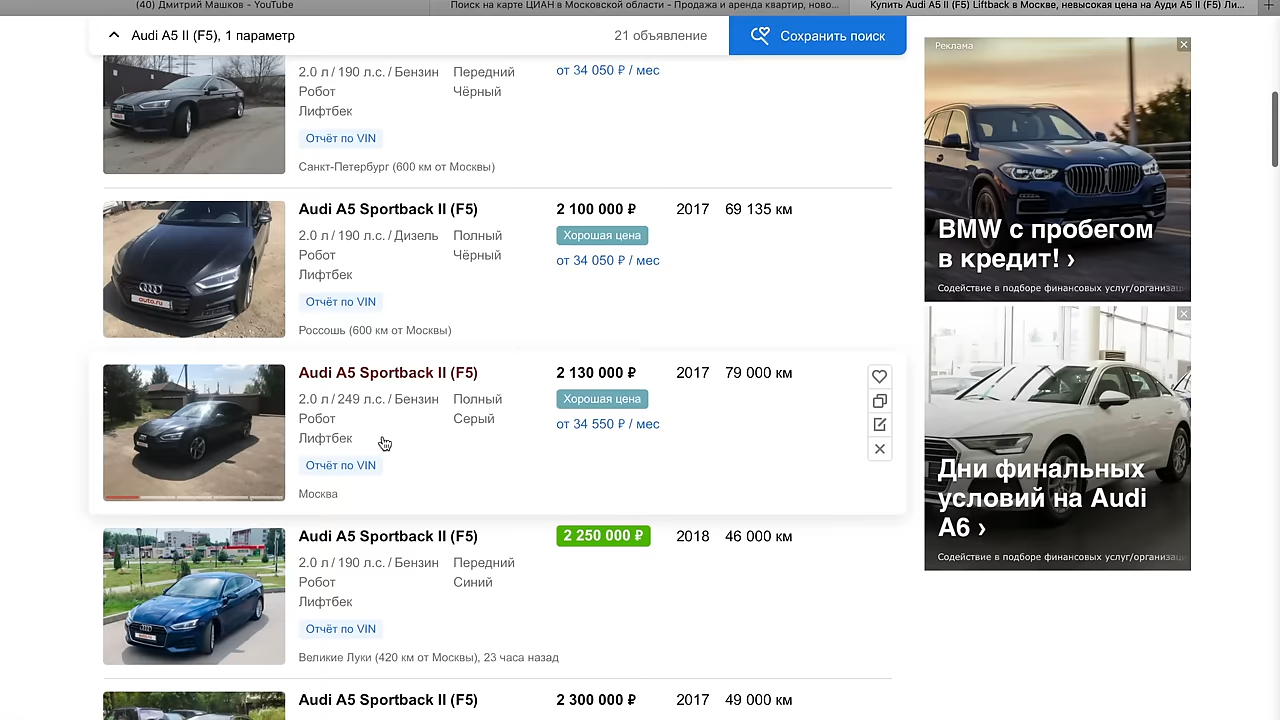 (40) Дмитрий Машков - YouTube
Поиск на карте ЦИАН в Московской области - Продажа и аренда квартир, ново...
Купить Audi A5 II (F5) Liftback в Москве, невысокая цена на Ауди А5 II (F5) Ли...
Audi A5 II (F5), 1 параметр
21 объявление
Сохранить поиск
2.0 л / 190 л.с. / Бензин Передний
Робот Чёрный
Лифтбек
от 34 050 ₽ / мес
Отчёт по VIN
Санкт-Петербург (600 км от Москвы)
Audi A5 Sportback II (F5) 2 100 000 ₽ 2017 69 135 км
2.0 л / 190 л.с. / Дизель Полный Хорошая цена
Робот Чёрный от 34 050 ₽ / мес
Лифтбек
Отчёт по VIN
Россошь (600 км от Москвы)
auto.ru
Audi A5 Sportback II (F5) 2 130 000 ₽ 2017 79 000 км
2.0 л / 249 л.с. / Бензин Полный Хорошая цена
Робот Серый от 34 550 ₽ / мес
Лифтбек
Отчёт по VIN
Москва
Audi A5 Sportback II (F5) 2 250 000 ₽ 2018 46 000 км
2.0 л / 190 л.с. / Бензин Передний
Робот Синий
Лифтбек
Отчёт по VIN
Великие Луки (420 км от Москвы), 23 часа назад
Audi A5 Sportback II (F5) 2 300 000 ₽ 2017 49 000 км
Реклама
BMW с пробегом
в кредит! ›
Содействие в подборе финансовых услуг/организац
Дни финальных
условий на Audi
A6 ›
Содействие в подборе финансовых услуг/организац